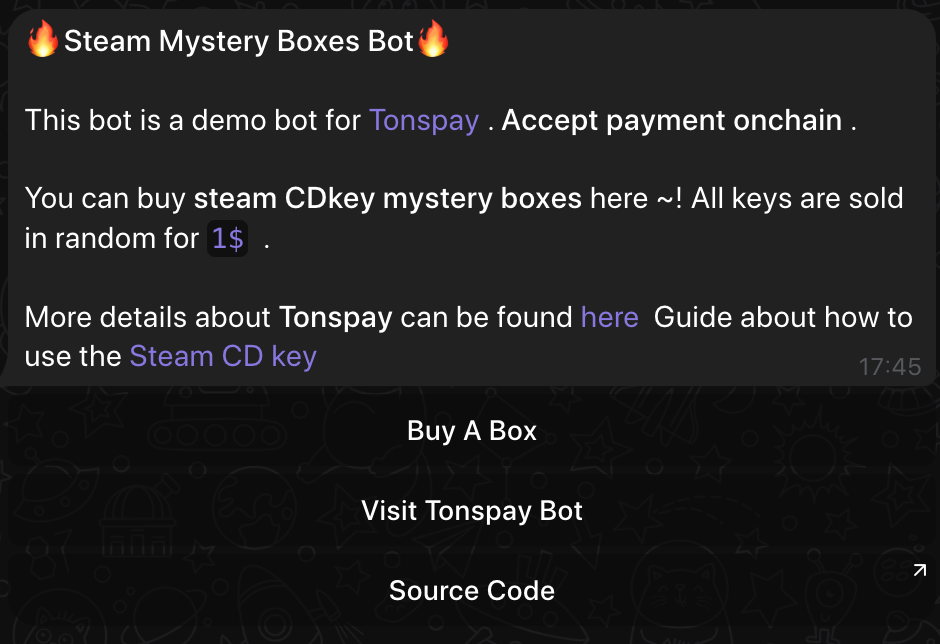 🔥Steam Mystery Boxes Bot🔥
This bot is a demo bot for Tonspay . Accept payment onchain .
You can buy steam CDkey mystery boxes here ~! All keys are sold
in random for 1$ .
More details about Tonspay can be found here Guide about how to
use the Steam CD key
17:45
Buy A Box
Visit Tonspay Bot
Source Code